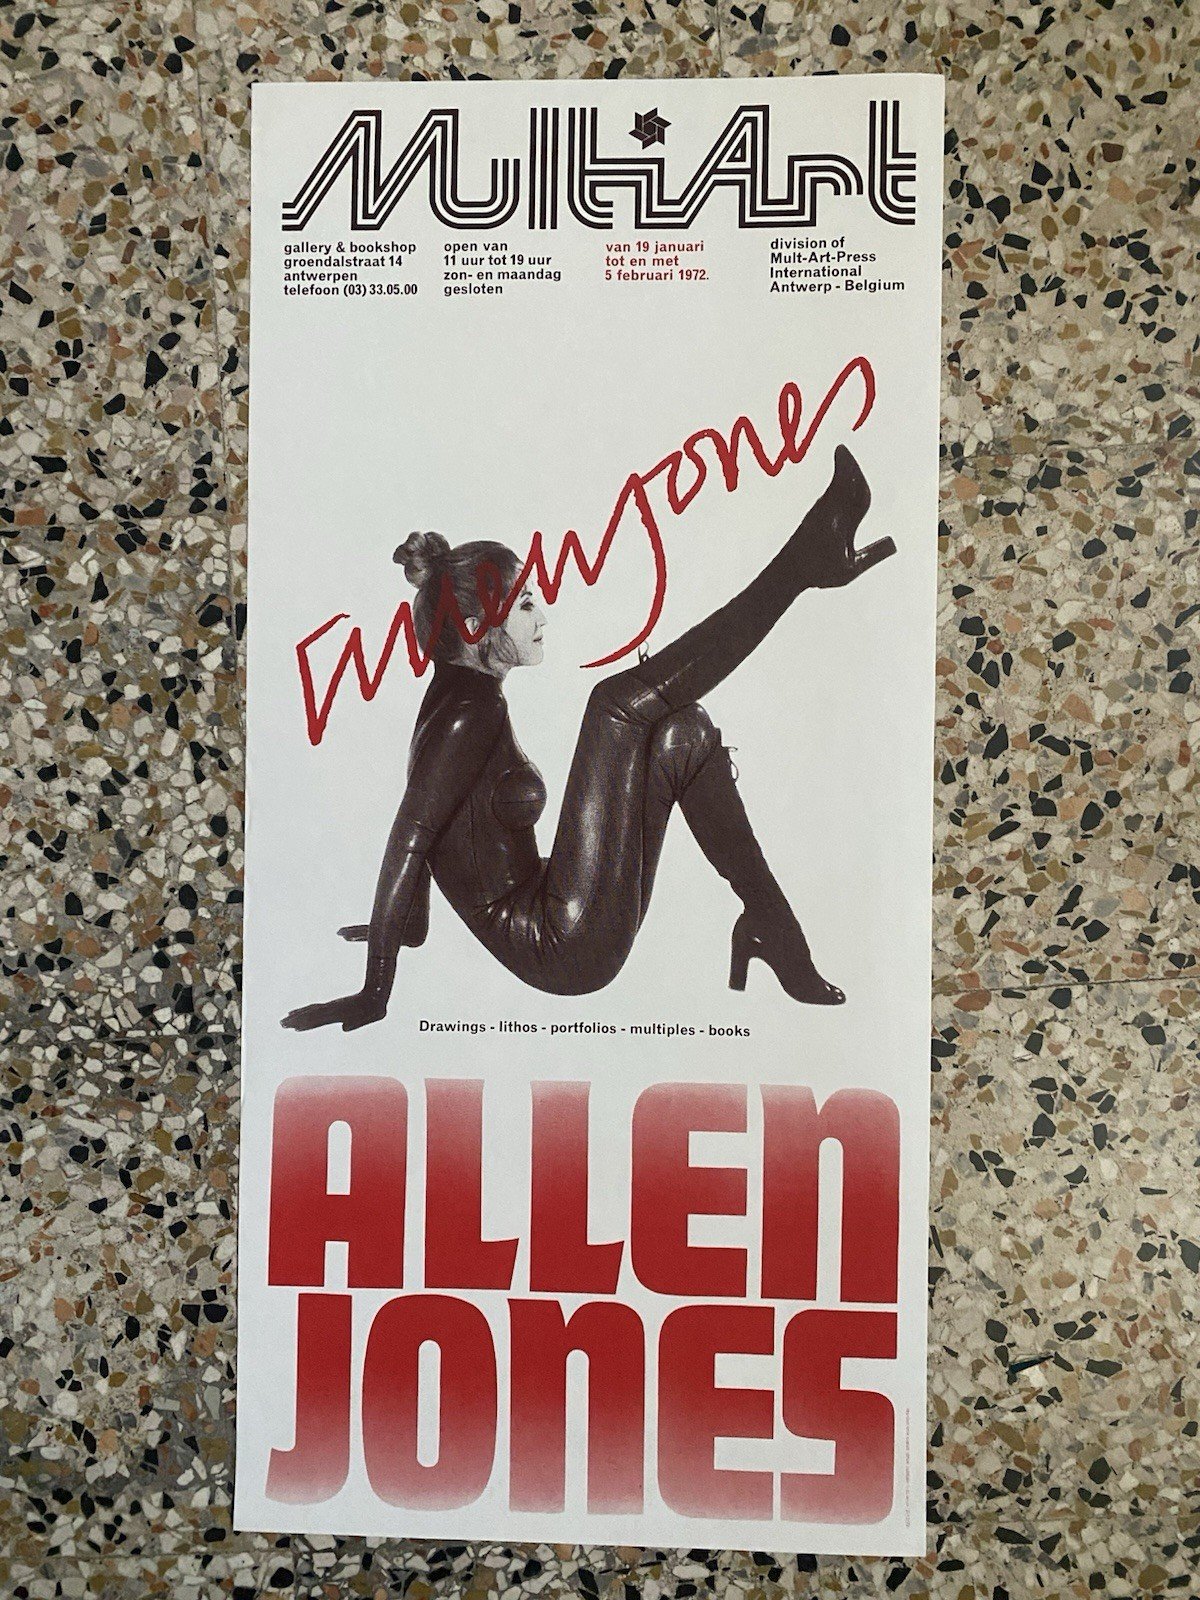 MultiArt
gallery & bookshop
groendalstraat 14
antwerpen
telefoon (03) 33.05.00
open van
11 uur tot 19 uur
zon- en maandag
gesloten
van 19 januari
tot en met
5 februari 1972.
division of
Mult-Art-Press
International
Antwerp - Belgium
Allen Jones
Drawings - lithos - portfolios - multiples - books
ALLEN
JONES